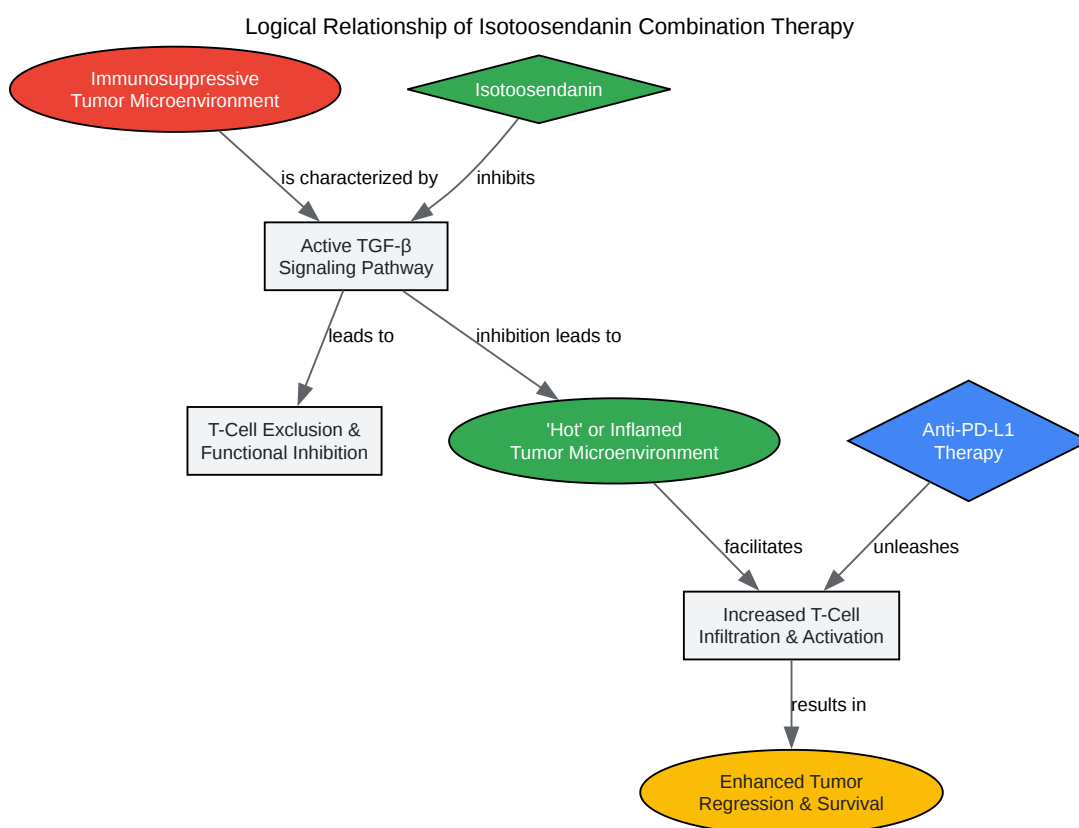 Logical Relationship of Isotoosendanin Combination Therapy
Immunosuppressive
Tumor Microenvironment
Isotoosendanin
is characterized by
inhibits
Active TGF-β
Signaling Pathway
leads to
inhibition leads to
T-Cell Exclusion &
Functional Inhibition
'Hot' or Inflamed
Tumor Microenvironment
Anti-PD-L1
Therapy
facilitates
unleashes
Increased T-Cell
Infiltration & Activation
results in
Enhanced Tumor
Regression & Survival